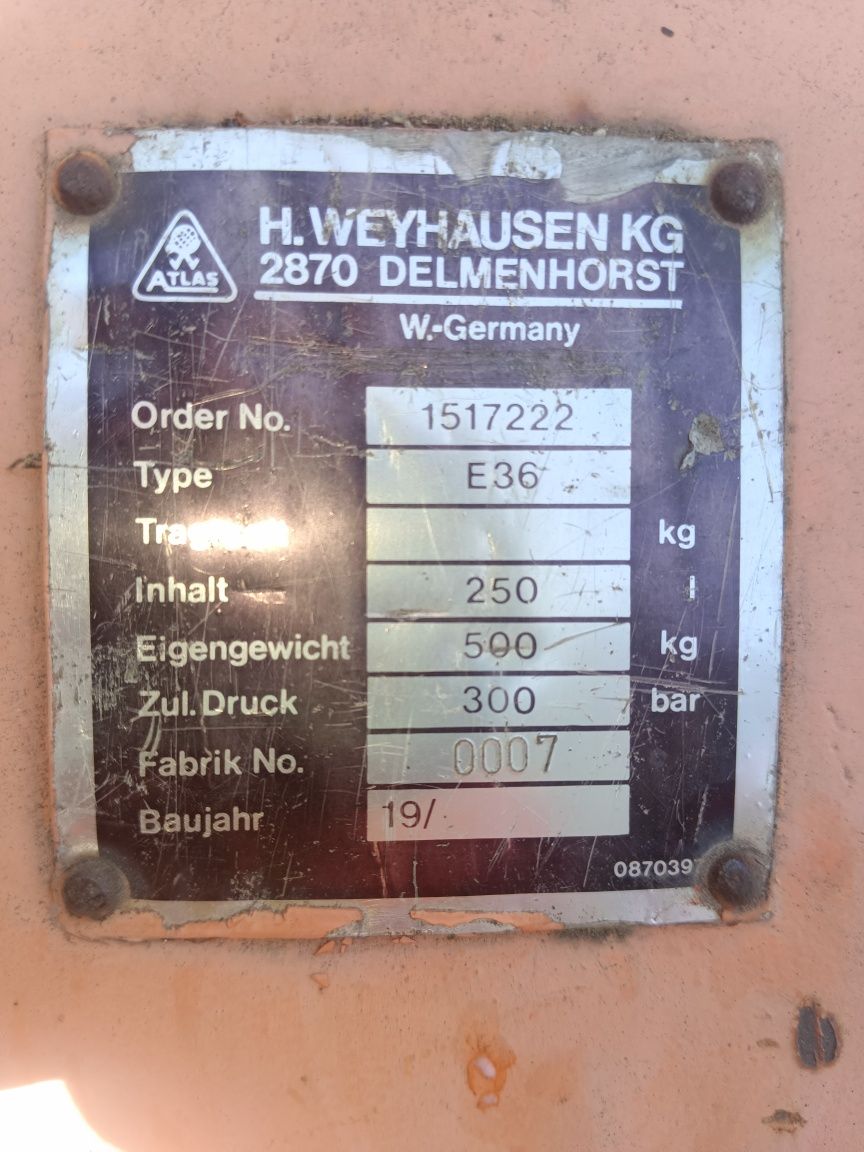 ATLAS
H. WEYHAUSEN KG
2870 DELMENHORST
W.-Germany
Order No. 1517222
Type E36
kg
Inhalt 250 l
Eigengewicht 500 kg
Zul. Druck 300 bar
Fabrik No. 0007
Baujahr 19/
087039